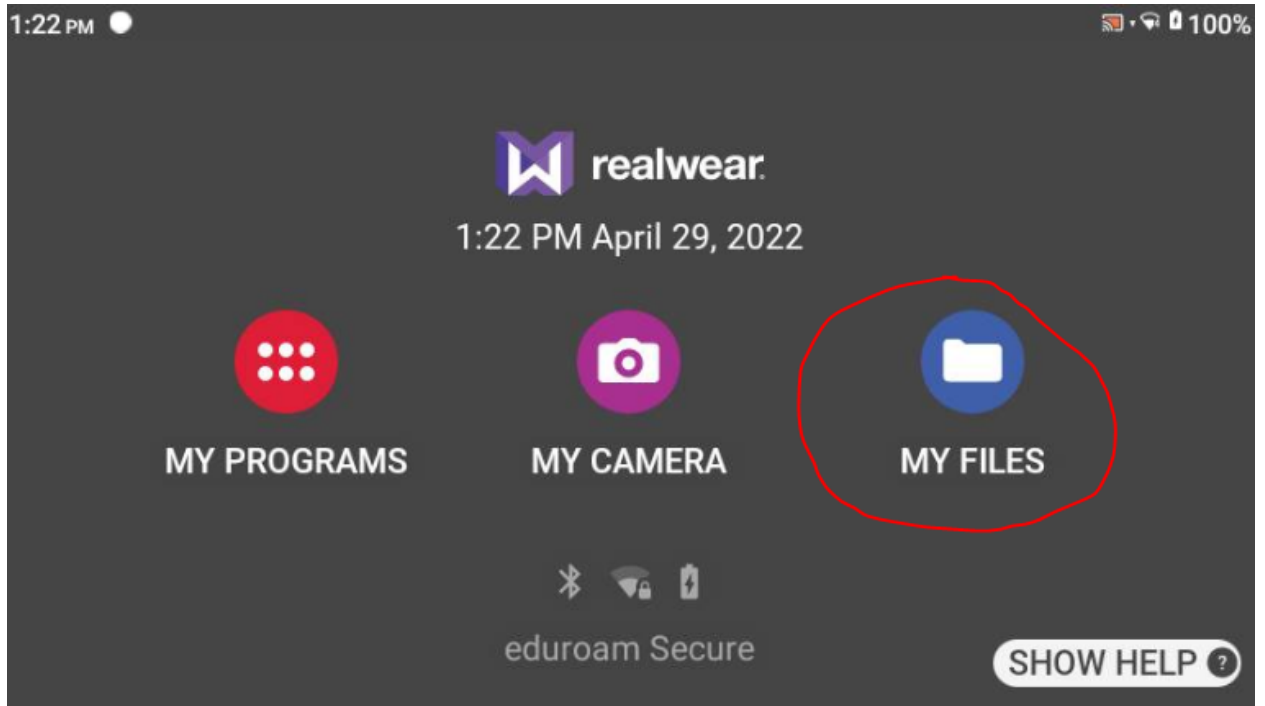 1:22 PM 100%
realwear.
1:22 PM April 29, 2022
MY PROGRAMS MY CAMERA MY FILES
eduroam Secure
SHOW HELP ?